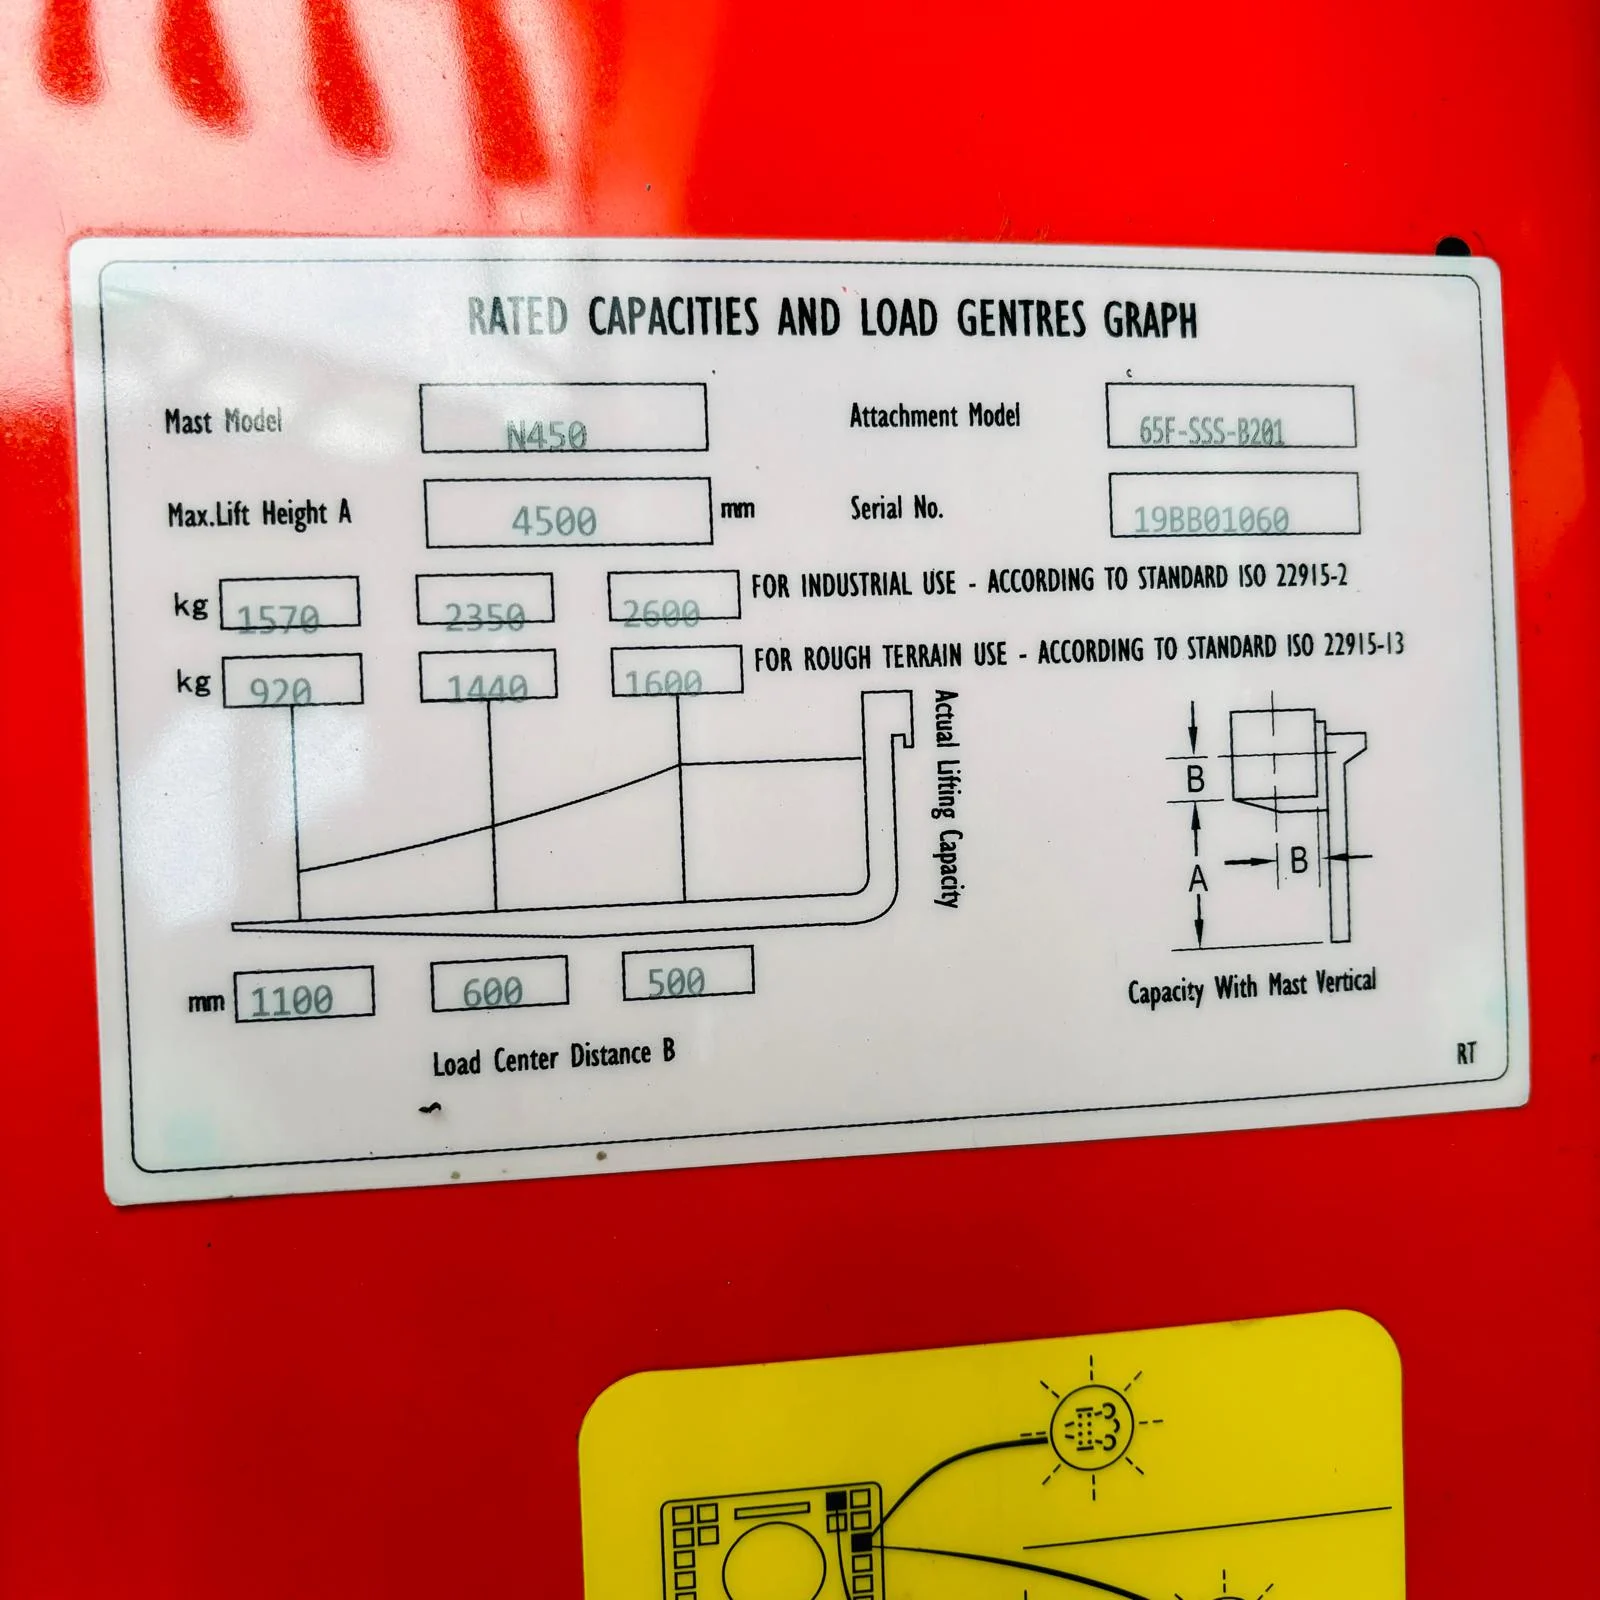 RATED CAPACITIES AND LOAD GENTRES GRAPH
Mast Model N450 Attachment Model 65F-SSS-B201
Max.Lift Height A 4500 mm Serial No. 19BB01060
kg 1570 2350 2600 FOR INDUSTRIAL USE - ACCORDING TO STANDARD ISO 22915-2
kg 920 1440 1600 FOR ROUGH TERRAIN USE - ACCORDING TO STANDARD ISO 22915-13
Actual Lifting Capacity
B
B
A
mm 1100 600 500
Capacity With Mast Vertical
Load Center Distance B
RT